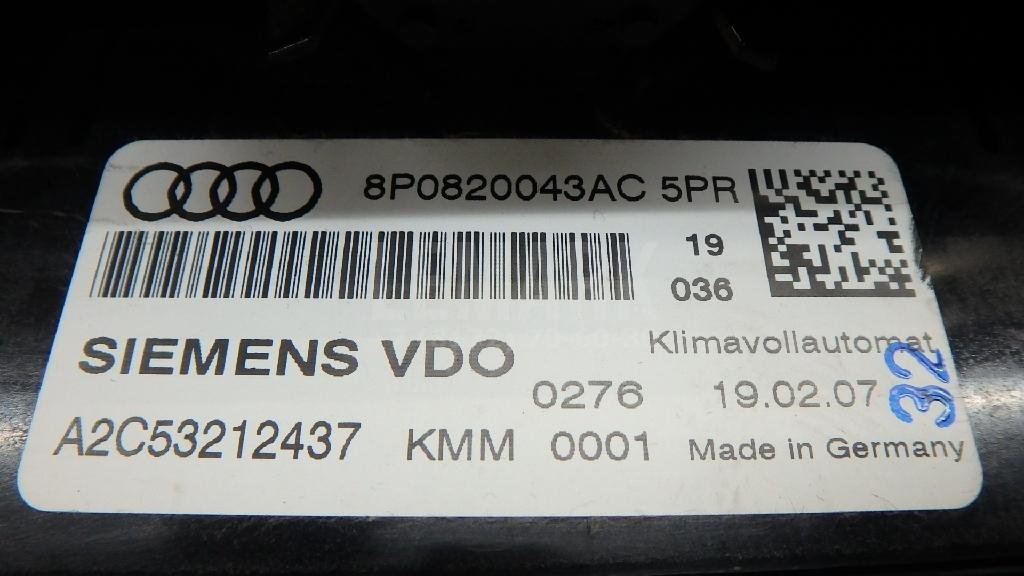 8P0820043AC 5PR
19
036
SIEMENS VDO
Klimavollautomat
0276 19.02.07
32
A2C53212437 KMM 0001 Made in Germany